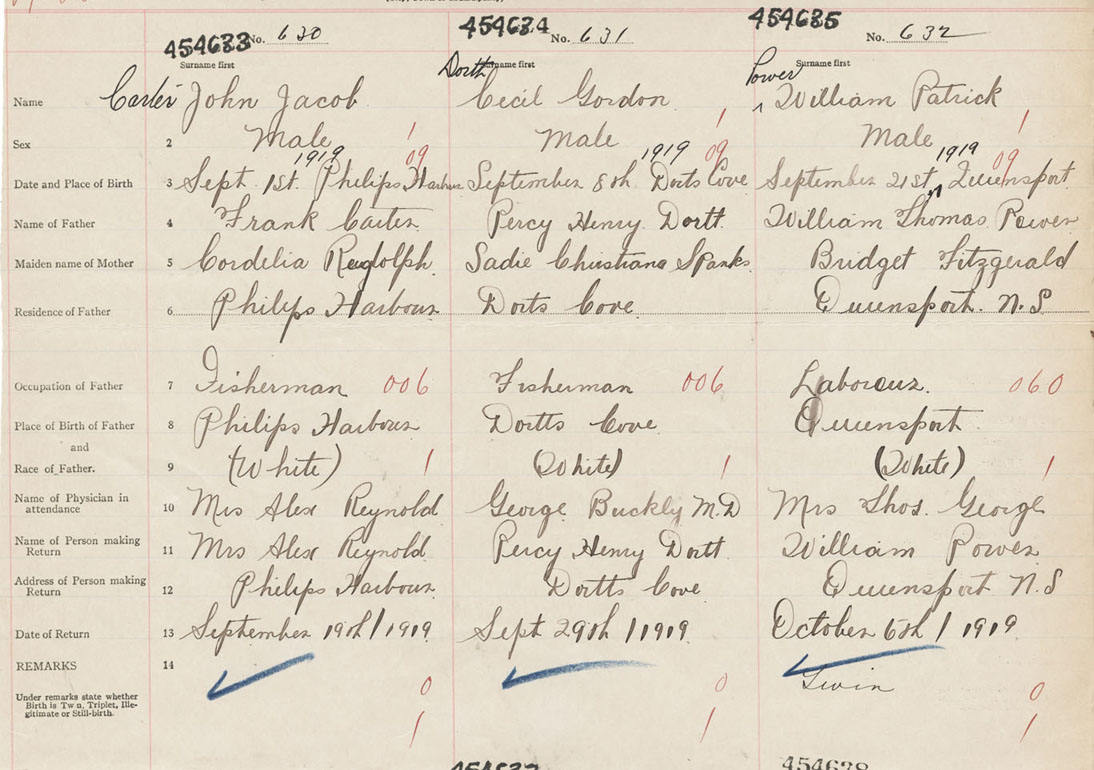 454633 No. 630
454634 No. 631
454635 No. 632
Surname first
Surname first
Surname first
Name Carter John Jacob
Dortt Cecil Gordon
Power ^ William Patrick
1
1
Sex 2 Male 1
Male
Male
1919 09
1919 09
1919 09
Date and Place of Birth 3 Sept 1st. Philips Harbour
September 8th Dorts Cove
September 21st ^ Queensport
Name of Father 4 Frank Carter
Percy Henry Dortt
William Thomas Power
Maiden name of Mother 5 Cordelia Rudolph
Sadie Christiana Spanks
Bridget Fitzgerald
Residence of Father 6 Philips Harbour
Dorts Cove
Queensport. N.S
Occupation of Father 7 Fisherman 006
Fisherman 006
Labourer. 060
Place of Birth of Father 8 Philips Harbour
Dortts Cove
Queensport
and
Race of Father. 9 (White) 1
(White) 1
(White) 1
Name of Physician in
attendance 10 Mrs Alex Reynold
George Buckly M.D
Mrs Thos. George
Name of Person making
Return 11 Mrs Alex Reynold
Percy Henry Dortt
William Power
Address of Person making
Return 12 Philips Harbour
Dortts Cove
Queensport N.S
Date of Return 13 September 19th / 1919
Sept 29th / 1919
October 6th / 1919
REMARKS 14
Twin
Under remarks state whether
Birth is Twin, Triplet, Ille-
gitimate or Still-birth.
0
0
0
1
1
1
454638